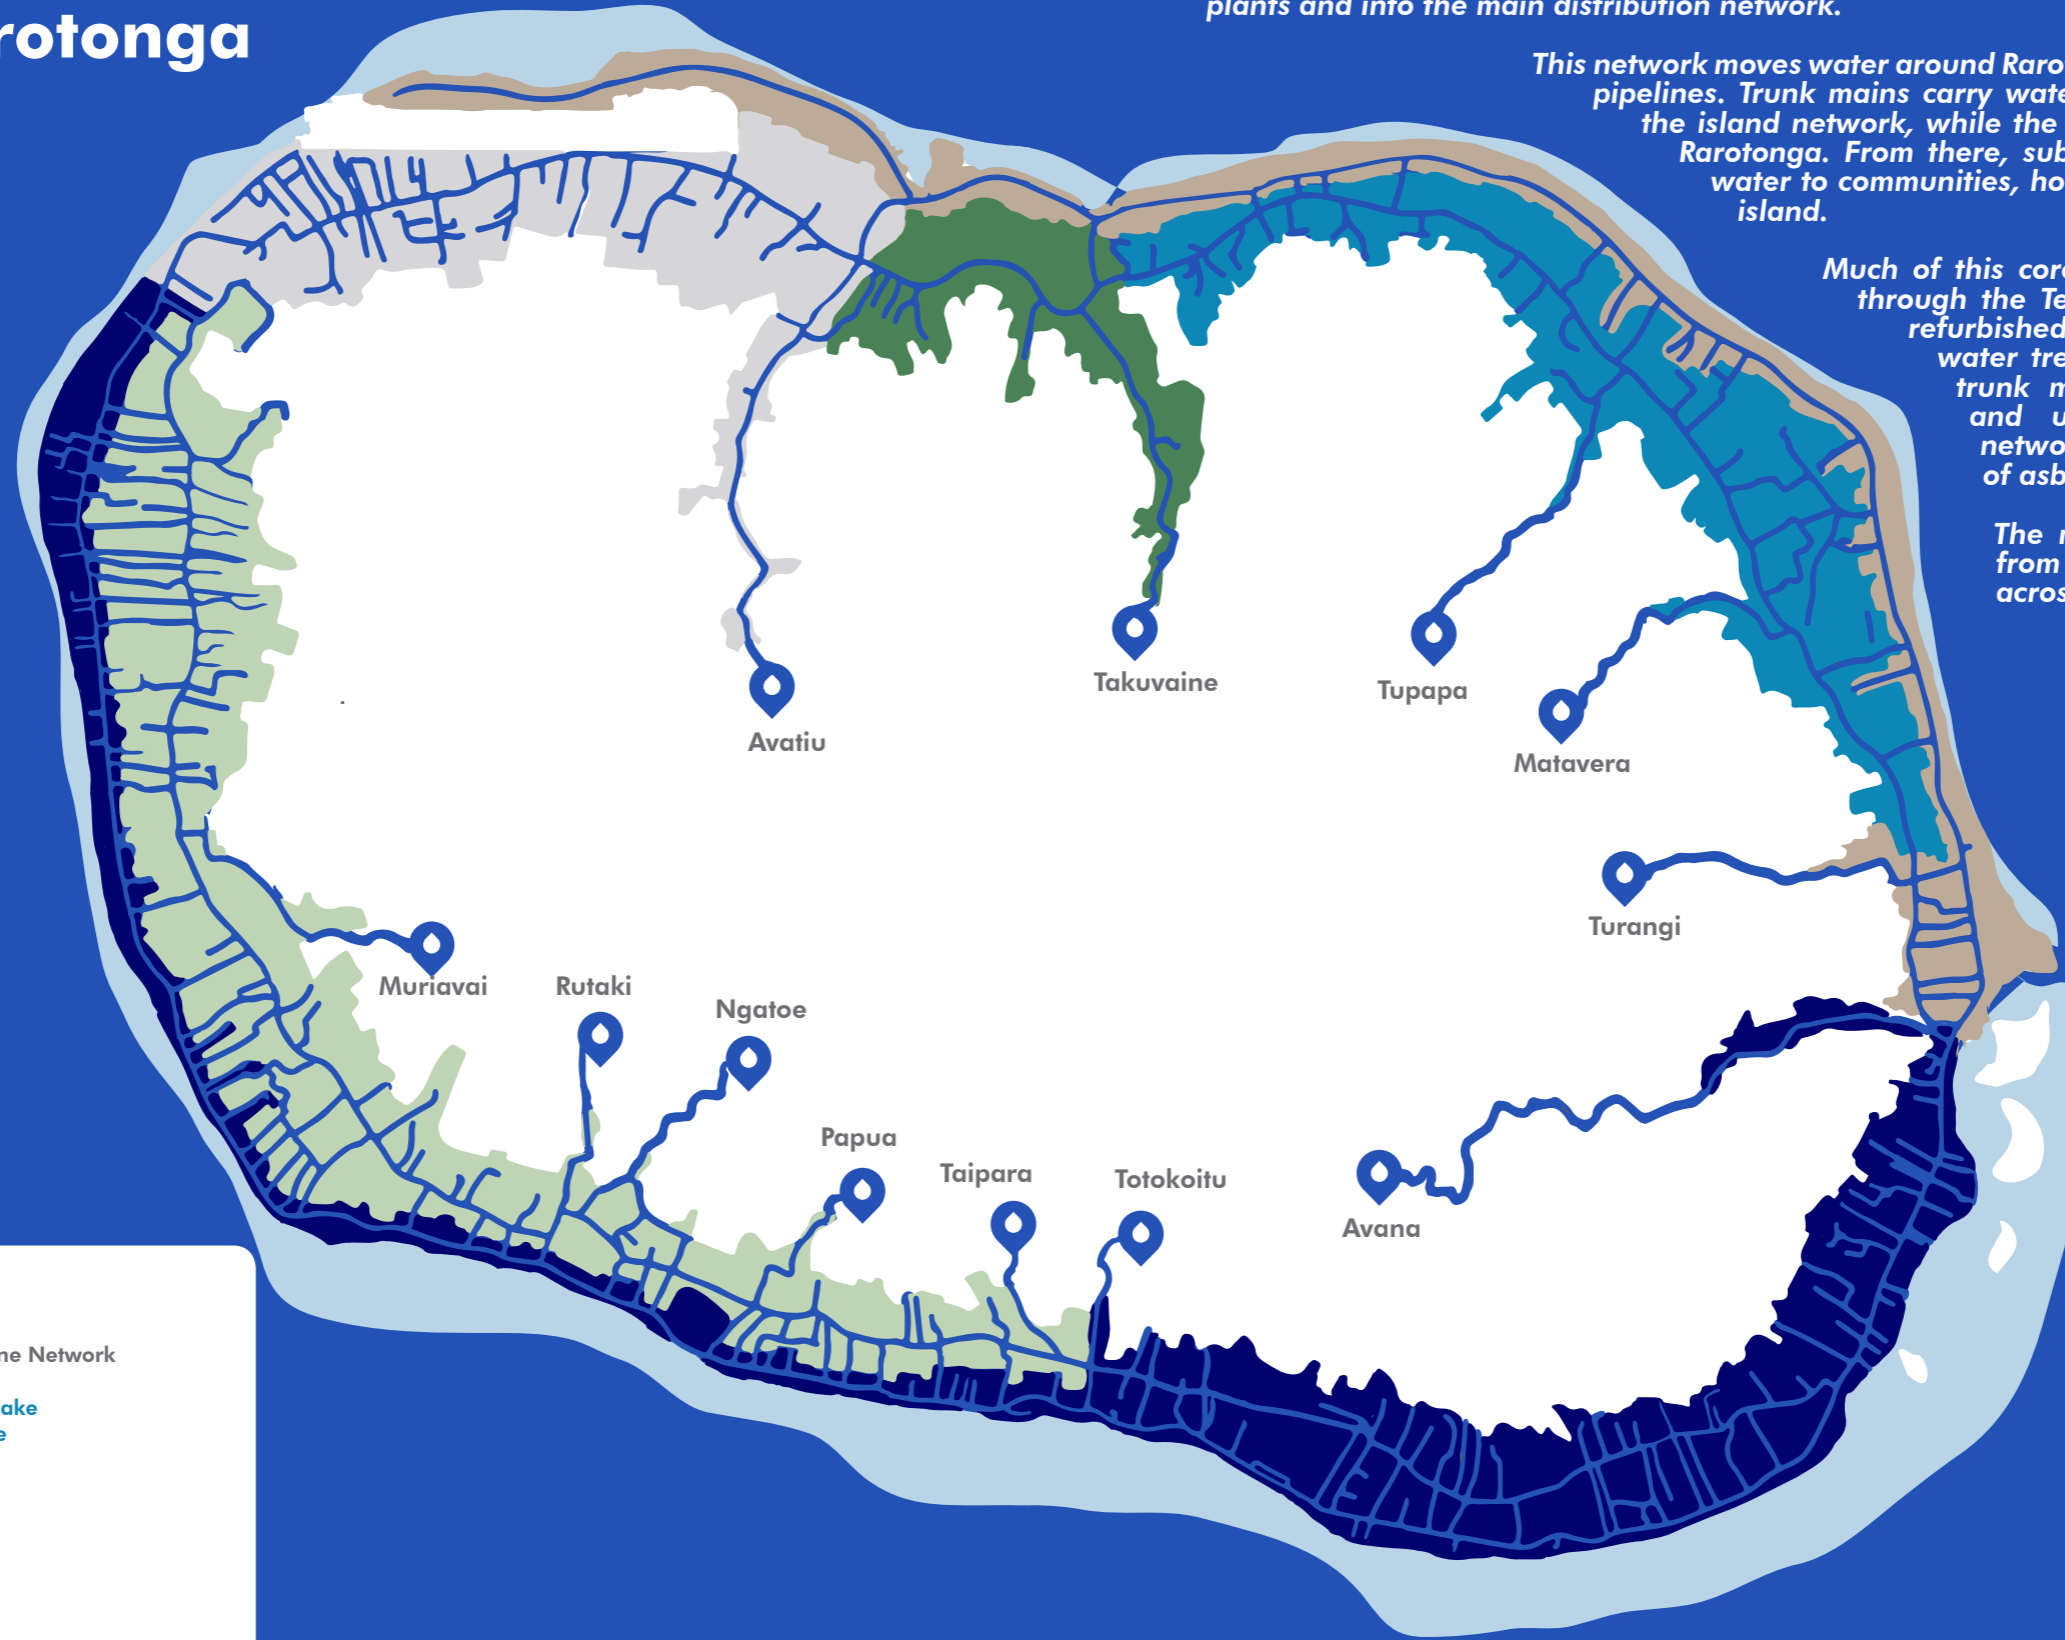 rotonga
plants and into the main distribution network.
This network moves water around Raro
pipelines. Trunk mains carry wate
the island network, while the
Rarotonga. From there, sub
water to communities, ho
island.
Much of this core
through the Te
refurbished
water tre
trunk m
and u
netwo
of asb
The r
from
acros
Takuvaine
Tupapa
Avatiu
Matavera
Turangi
Muriavai
Rutaki
Ngatoe
Papua
Taipara
Totokoitu
Avana
ne Network
ake
e